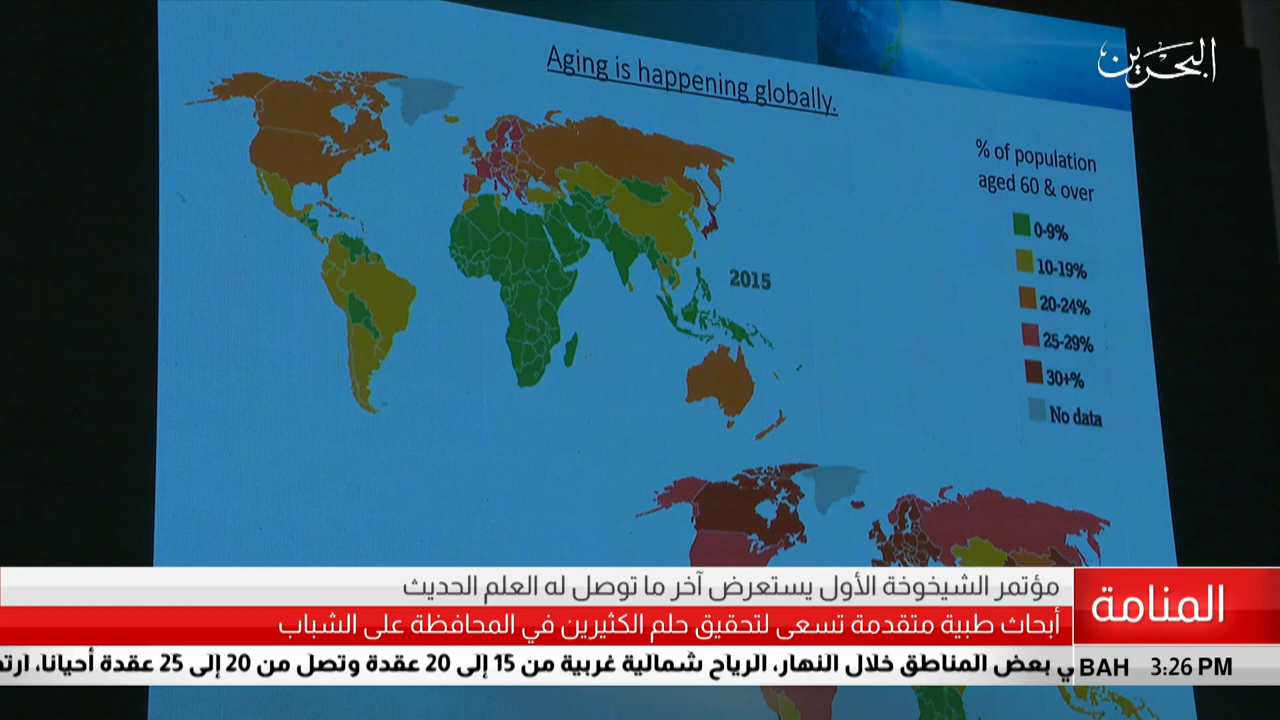 البحرين
Aging is happening globally.
% of population
aged 60 & over
0-9%
10-19%
20-24%
25-29%
30+%
No data
2015
المنامة
مؤتمر الشيخوخة الأول يستعرض آخر ما توصل له العلم الحديث
أبحاث طبية متقدمة تسعى لتحقيق حلم الكثيرين في المحافظة على الشباب
بعض المناطق خلال النهار، الرياح شمالية غربية من 15 إلى 20 عقدة وتصل من 20 إلى 25 عقدة أحيانا،
BAH 3:26 PM